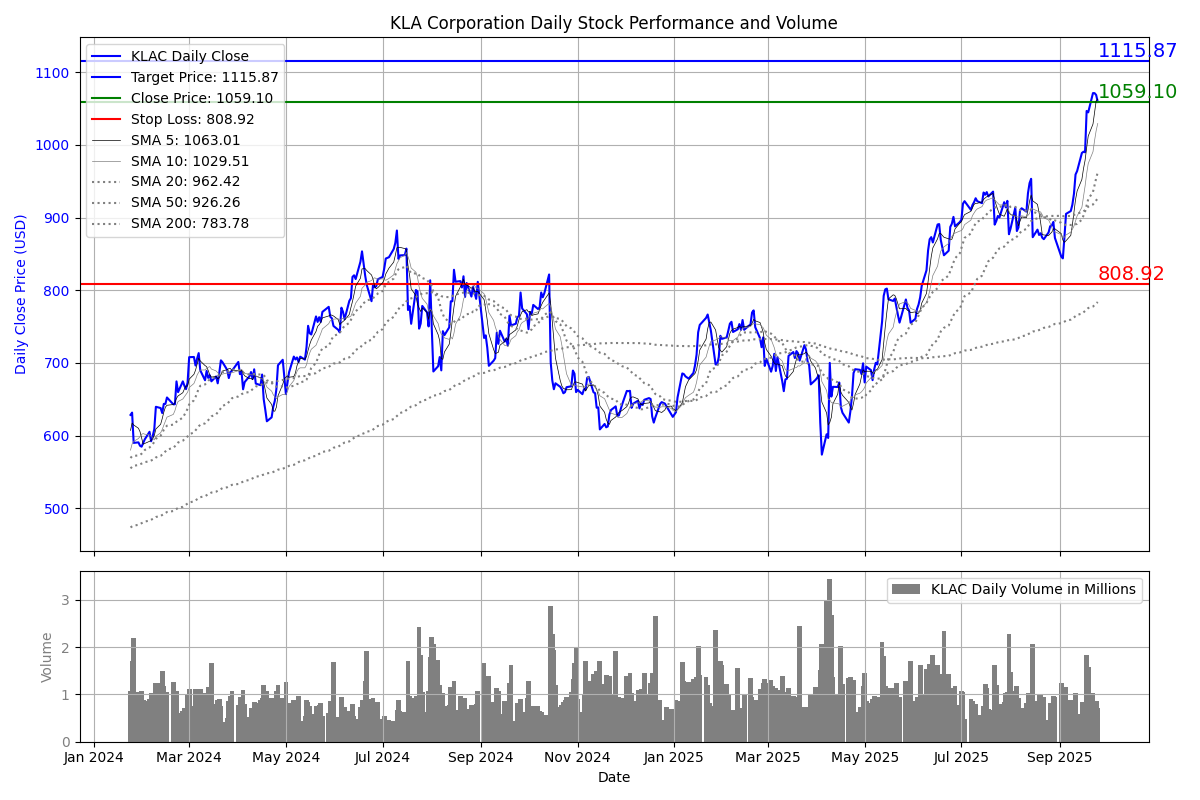 KLA Corporation Daily Stock Performance and Volume
1115.87
1059.10
808.92
KLAC Daily Close
Target Price: 1115.87
Close Price: 1059.10
Stop Loss: 808.92
SMA 5: 1063.01
SMA 10: 1029.51
SMA 20: 962.42
SMA 50: 926.26
SMA 200: 783.78
Daily Close Price (USD)
1100
1000
900
800
700
600
500
KLAC Daily Volume in Millions
Volume
3
2
1
0
Jan 2024 Mar 2024 May 2024 Jul 2024 Sep 2024 Nov 2024 Jan 2025 Mar 2025 May 2025 Jul 2025 Sep 2025
Date